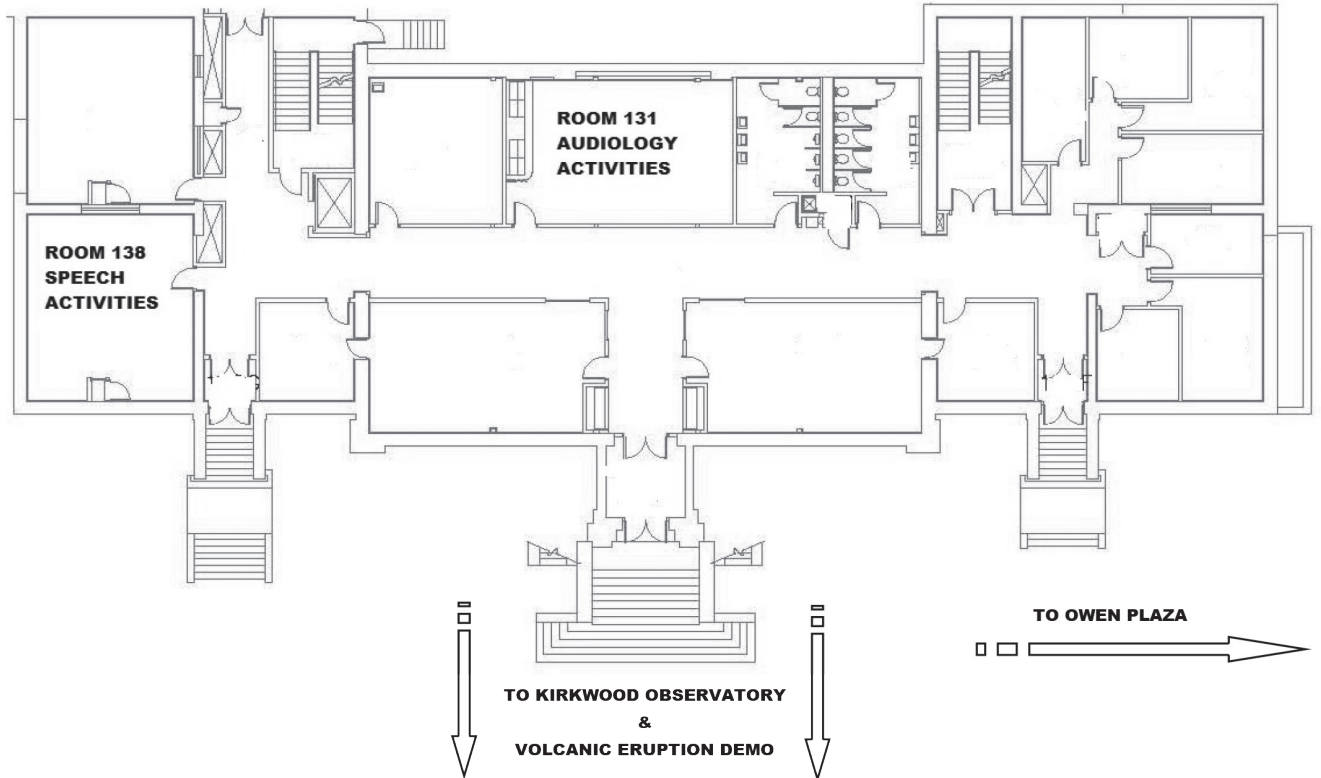 ROOM 131
AUDIOLOGY
ACTIVITIES
ROOM 138
SPEECH
ACTIVITIES
TO OWEN PLAZA
TO KIRKWOOD OBSERVATORY
&
VOLCANIC ERUPTION DEMO